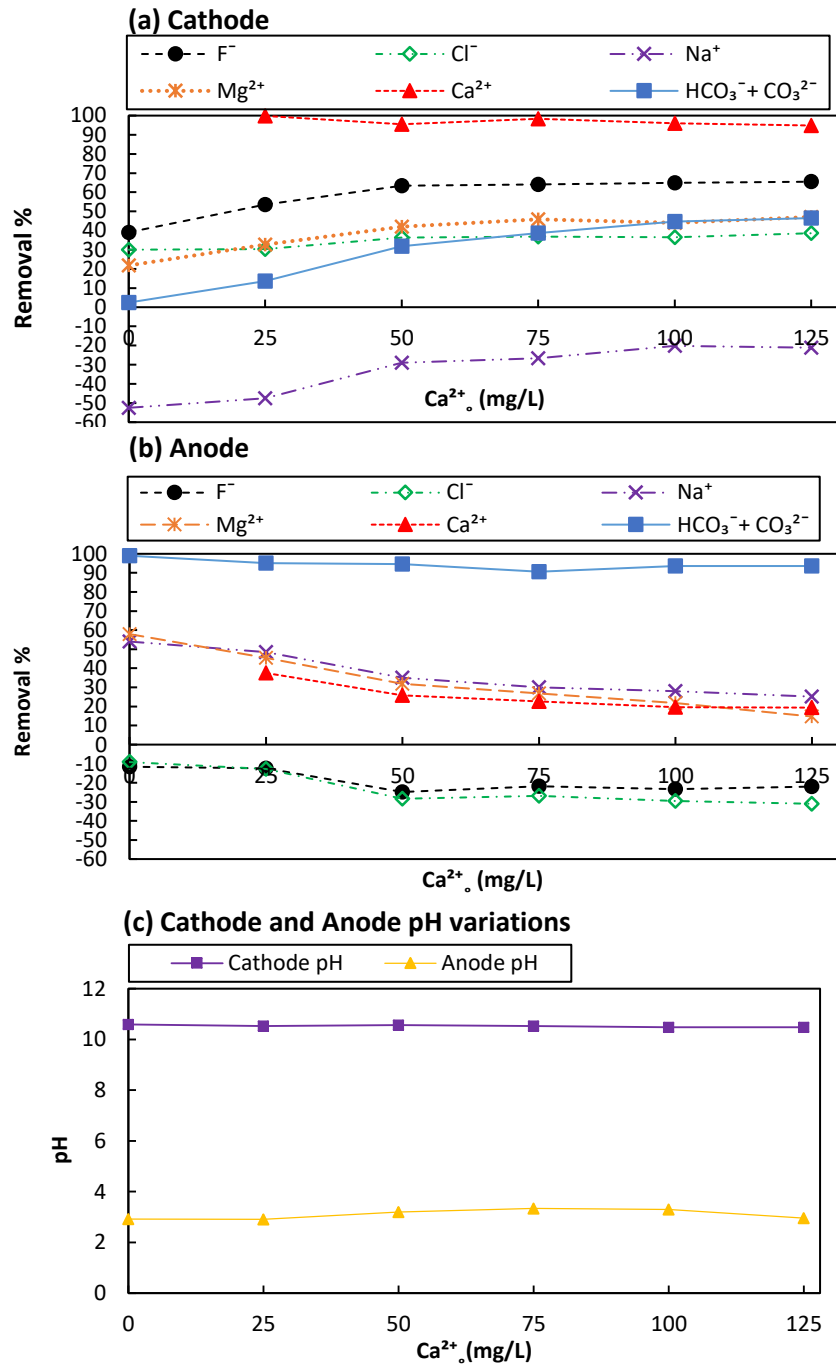 (a) Cathode
F⁻ Cl⁻ Na⁺
Mg²⁺ Ca²⁺ HCO₃⁻+ CO₃²⁻
100
90
80
70
60
50
40
30
20
10
0
-10
-20
-30
-40
-50
-60
Removal %
0 25 50 75 100 125
Ca²⁺ₒ (mg/L)
(b) Anode
F⁻ Cl⁻ Na⁺
Mg²⁺ Ca²⁺ HCO₃⁻+ CO₃²⁻
100
90
80
70
60
50
40
30
20
10
0
-10
-20
-30
-40
-50
-60
Removal %
0 25 50 75 100 125
Ca²⁺ₒ (mg/L)
(c) Cathode and Anode pH variations
Cathode pH Anode pH
12
10
8
6
4
2
0
pH
0 25 50 75 100 125
Ca²⁺ₒ(mg/L)